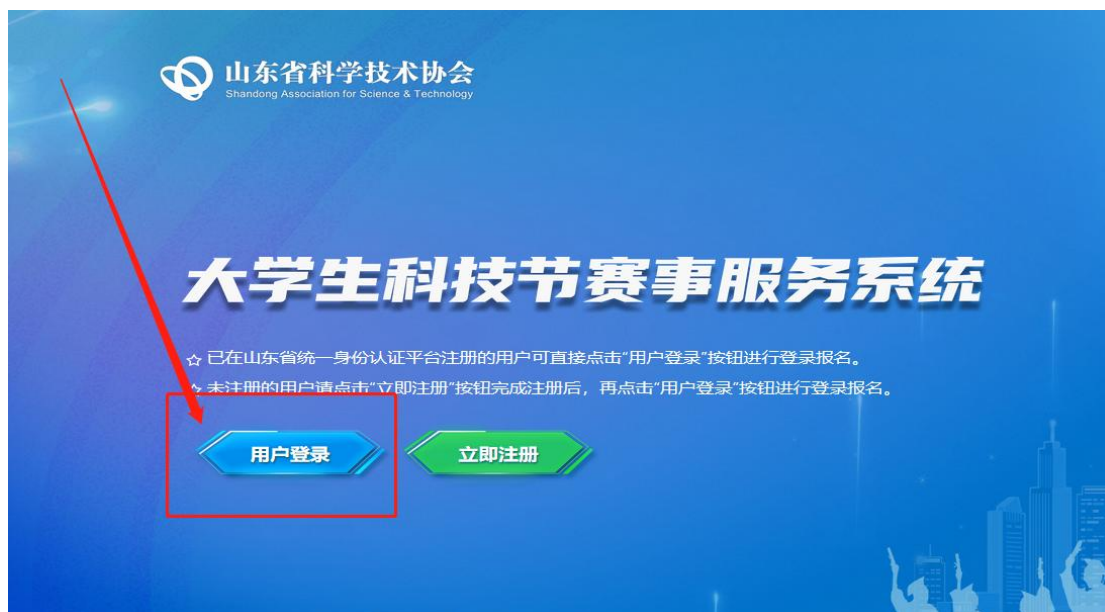 山东省科学技术协会
Shandong Association for Science & Technology
大学生科技节赛事服务系统
☆ 已在山东省统一身份认证平台注册的用户可直接点击“用户登录”按钮进行登录报名。
☆ 未注册的用户请点击“立即注册”按钮完成注册后，再点击“用户登录”按钮进行登录报名。
用户登录 立即注册